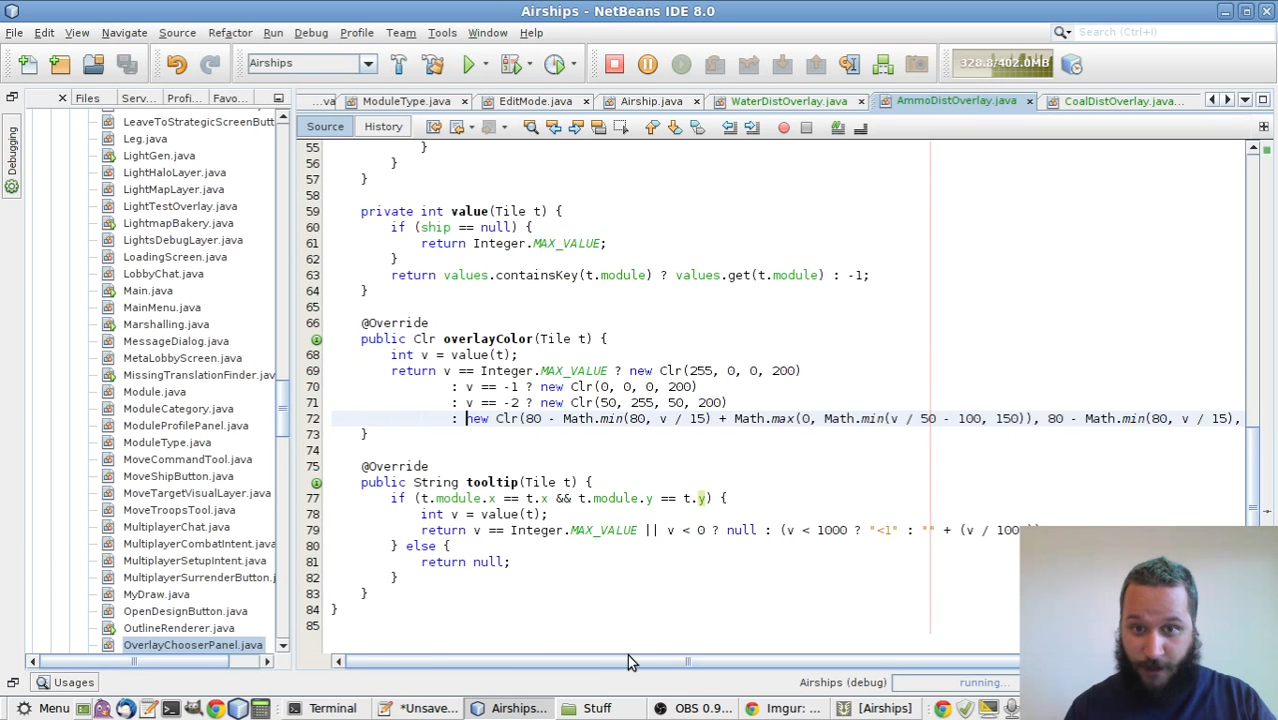 Airships - NetBeans IDE 8.0
File Edit View Navigate Source Refactor Run Debug Profile Team Tools Window Help
Search (Ctrl+I)
Airships
328.8/402.0MB
Files Serv... Profi... Favo...
...va ModuleType.java EditMode.java Airship.java WaterDistOverlay.java AmmoDistOverlay.java CoalDistOverlay.java...
Source History
Debugging
LeaveToStrategicScreenButt
Leg.java
LightGen.java
LightHaloLayer.java
LightMapLayer.java
LightTestOverlay.java
LightmapBakery.java
LightsDebugLayer.java
LoadingScreen.java
LobbyChat.java
Main.java
MainMenu.java
Marshalling.java
MessageDialog.java
MetaLobbyScreen.java
MissingTranslationFinder.jav
Module.java
ModuleCategory.java
ModuleProfilePanel.java
ModuleType.java
MoveCommandTool.java
MoveShipButton.java
MoveTargetVisualLayer.java
MoveTroopsTool.java
MultiplayerChat.java
MultiplayerCombatIntent.java
MultiplayerSetupIntent.java
MultiplayerSurrenderButton.j
MyDraw.java
OpenDesignButton.java
OutlineRenderer.java
OverlayChooserPanel.java
55 }
56 }
57 }
58
59 private int value(Tile t) {
60 if (ship == null) {
61 return Integer.MAX_VALUE;
62 }
63 return values.containsKey(t.module) ? values.get(t.module) : -1;
64 }
65
66 @Override
public Clr overlayColor(Tile t) {
68 int v = value(t);
69 return v == Integer.MAX_VALUE ? new Clr(255, 0, 0, 200)
70 : v == -1 ? new Clr(0, 0, 0, 200)
71 : v == -2 ? new Clr(50, 255, 50, 200)
72 : new Clr(80 - Math.min(80, v / 15) + Math.max(0, Math.min(v / 50 - 100, 150)), 80 - Math.min(80, v / 15),
73 }
74
75 @Override
public String tooltip(Tile t) {
77 if (t.module.x == t.x && t.module.y == t.y) {
78 int v = value(t);
79 return v == Integer.MAX_VALUE || v < 0 ? null : (v < 1000 ? "<1" : "" + (v / 1000))
80 } else {
81 return null;
82 }
83 }
84 }
85
Usages
Airships (debug) running...
Menu Terminal *Unsave... Airships... Stuff OBS 0.9... Imgur: ... [Airships]